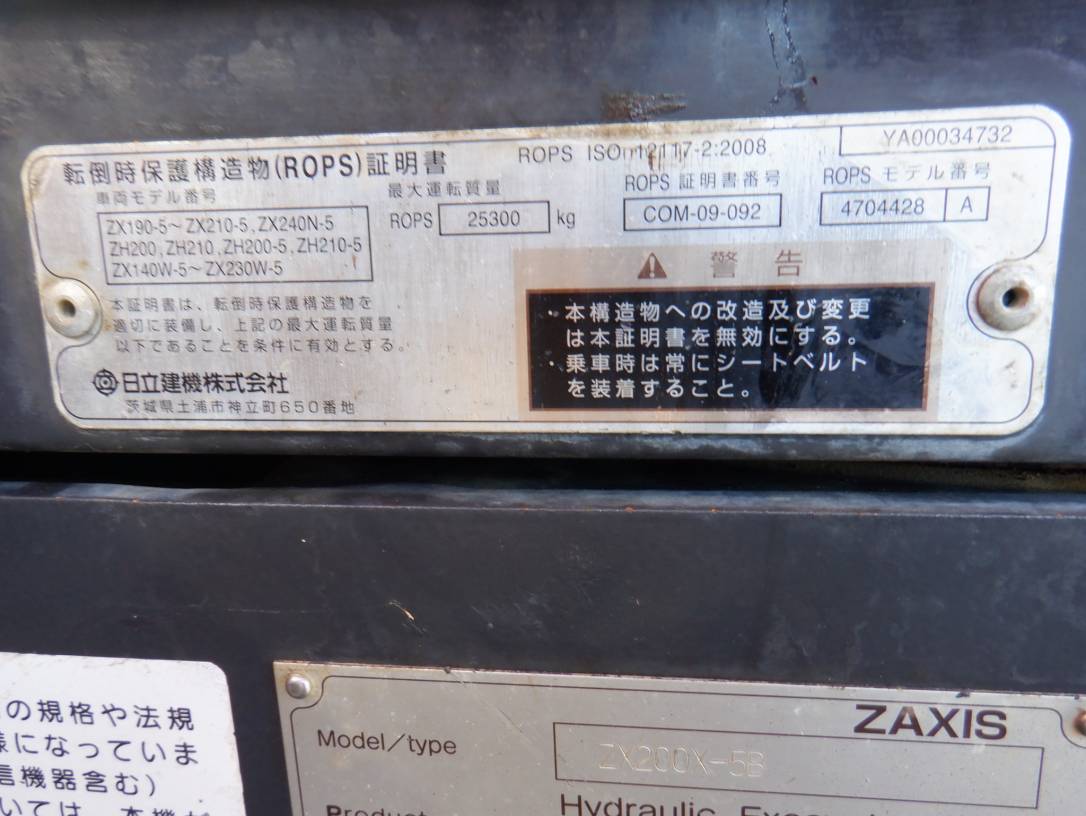 YA00034732
転倒時保護構造物(ROPS)証明書
ROPS ISO 12117-2:2008
車両モデル番号
ZX190-5～ZX210-5, ZX240N-5
ZH200, ZH210, ZH200-5, ZH210-5
ZX140W-5～ZX230W-5
最大運転質量
ROPS 25300 kg
ROPS 証明書番号
COM-09-092
ROPS モデル番号
4704428 A
本証明書は、転倒時保護構造物を
適切に装備し、上記の最大運転質量
以下であることを条件に有効とする。
日立建機株式会社
茨城県土浦市神立町650番地
警告
・本構造物への改造及び変更
は本証明書を無効にする。
・乗車時は常にシートベルト
を装着すること。
の規格や法規
様になっていま
信機器含む)
いては、本機が
ZAXIS
Model/type ZX200X-5B
Product Hydraulic